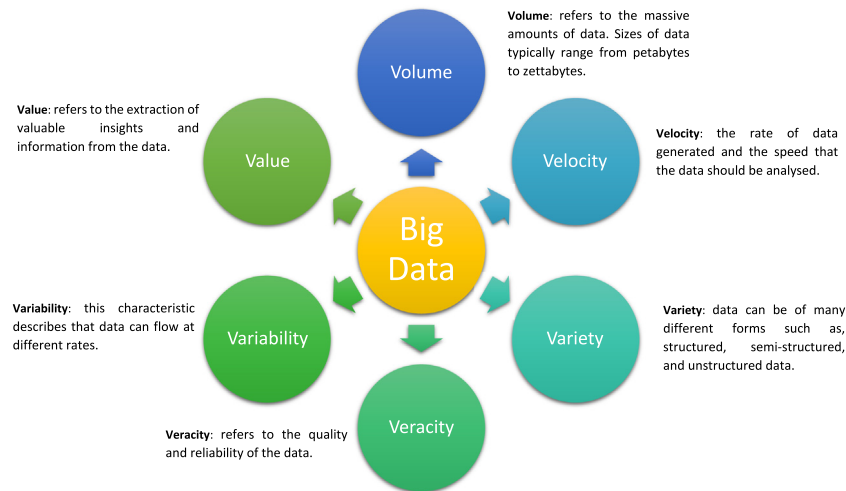 Volume
Volume: refers to the massive
amounts of data. Sizes of data
typically range from petabytes
to zettabytes.
Velocity
Velocity: the rate of data
generated and the speed that
the data should be analysed.
Variety
Variety: data can be of many
different forms such as,
structured, semi-structured,
and unstructured data.
Veracity
Veracity: refers to the quality
and reliability of the data.
Variability
Variability: this characteristic
describes that data can flow at
different rates.
Value
Value: refers to the extraction of
valuable insights and
information from the data.
Big
Data